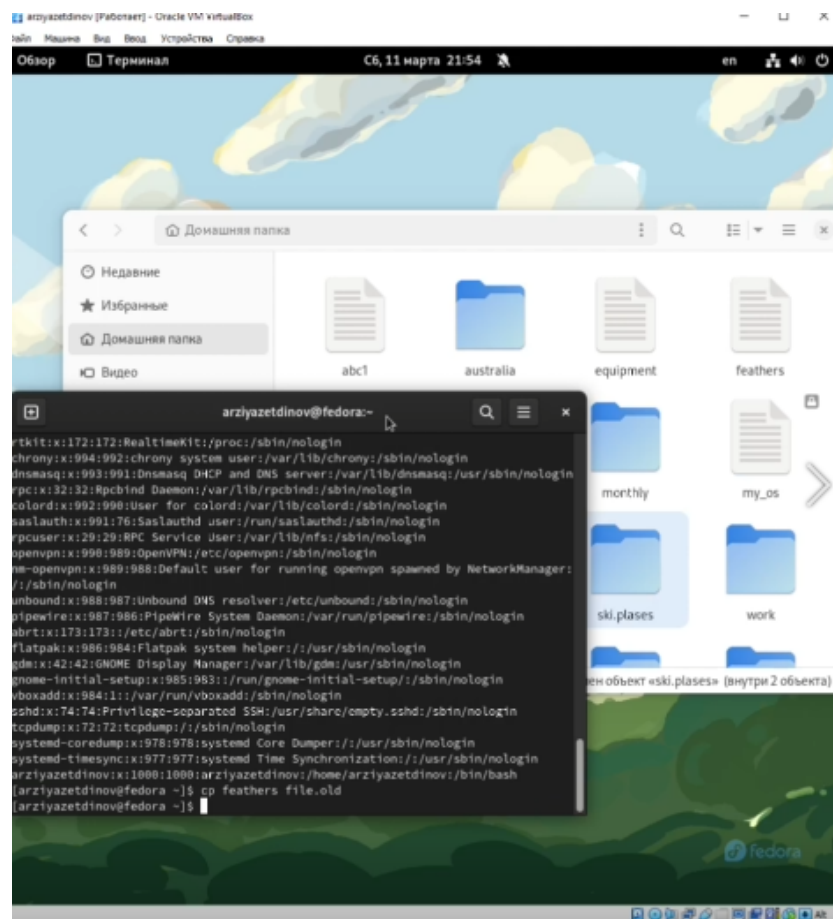 arziyazetdinov [Работает] - Oracle VM VirtualBox
Файл Машина Вид Ввод Устройства Справка
Обзор Терминал Сб, 11 марта 21:54 en
Домашняя папка
Недавние
Избранные
Домашняя папка
Видео
abc1 australia equipment feathers
monthly my_os
ski.plases work
ен объект «ski.plases» (внутри 2 объекта)
arziyazetdinov@fedora:~
rtkit:x:172:172:RealtimeKit:/proc:/sbin/nologin
chrony:x:994:992:chrony system user:/var/lib/chrony:/sbin/nologin
dnsmasq:x:993:991:Dnsmasq DHCP and DNS server:/var/lib/dnsmasq:/usr/sbin/nologin
rpc:x:32:32:Rpcbind Daemon:/var/lib/rpcbind:/sbin/nologin
colord:x:992:990:User for colord:/var/lib/colord:/sbin/nologin
saslauth:x:991:76:Saslauthd user:/run/saslauthd:/sbin/nologin
rpcuser:x:29:29:RPC Service User:/var/lib/nfs:/sbin/nologin
openvpn:x:990:989:OpenVPN:/etc/openvpn:/sbin/nologin
nm-openvpn:x:989:988:Default user for running openvpn spawned by NetworkManager:
/:/sbin/nologin
unbound:x:988:987:Unbound DNS resolver:/etc/unbound:/sbin/nologin
pipewire:x:987:986:PipeWire System Daemon:/var/run/pipewire:/sbin/nologin
abrt:x:173:173::/etc/abrt:/sbin/nologin
flatpak:x:986:984:Flatpak system helper:/:/usr/sbin/nologin
gdm:x:42:42:GNOME Display Manager:/var/lib/gdm:/usr/sbin/nologin
gnome-initial-setup:x:985:983::/run/gnome-initial-setup/:/sbin/nologin
vboxadd:x:984:1::/var/run/vboxadd:/sbin/nologin
sshd:x:74:74:Privilege-separated SSH:/usr/share/empty.sshd:/sbin/nologin
tcpdump:x:72:72:tcpdump:/:/sbin/nologin
systemd-coredump:x:978:978:systemd Core Dumper:/:/usr/sbin/nologin
systemd-timesync:x:977:977:systemd Time Synchronization:/:/usr/sbin/nologin
arziyazetdinov:x:1000:1000:arziyazetdinov:/home/arziyazetdinov:/bin/bash
[arziyazetdinov@fedora ~]$ cp feathers file.old
[arziyazetdinov@fedora ~]$
fedora